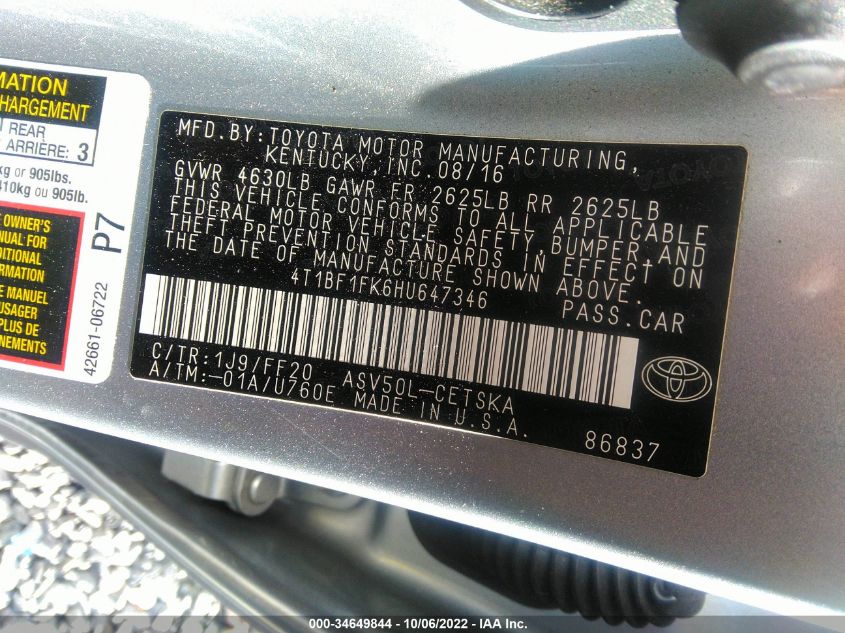 MATION
HARGEMENT
REAR
ARRIÈRE: 3
kg or 905lbs.
410kg ou 905lb.
OWNER'S
NUAL FOR
DITIONAL
ORMATION
E MANUEL
USAGER
PLUS DE
NEMENTS
P7
42661-06722
MFD. BY: TOYOTA MOTOR MANUFACTURING,
KENTUCKY, INC. 08/16
GVWR 4630LB GAWR FR 2625LB RR 2625LB
THIS VEHICLE CONFORMS TO ALL APPLICABLE
FEDERAL MOTOR VEHICLE SAFETY, BUMPER, AND
THEFT PREVENTION STANDARDS IN EFFECT ON
THE DATE OF MANUFACTURE SHOWN ABOVE.
4T1BF1FK6HU647346 PASS. CAR
C/TR: 1J9/FF20 ASV50L-CETSKA
A/TM: -01A/U760E MADE IN U.S.A.
86837
000-34649844 - 10/06/2022 - IAA Inc.